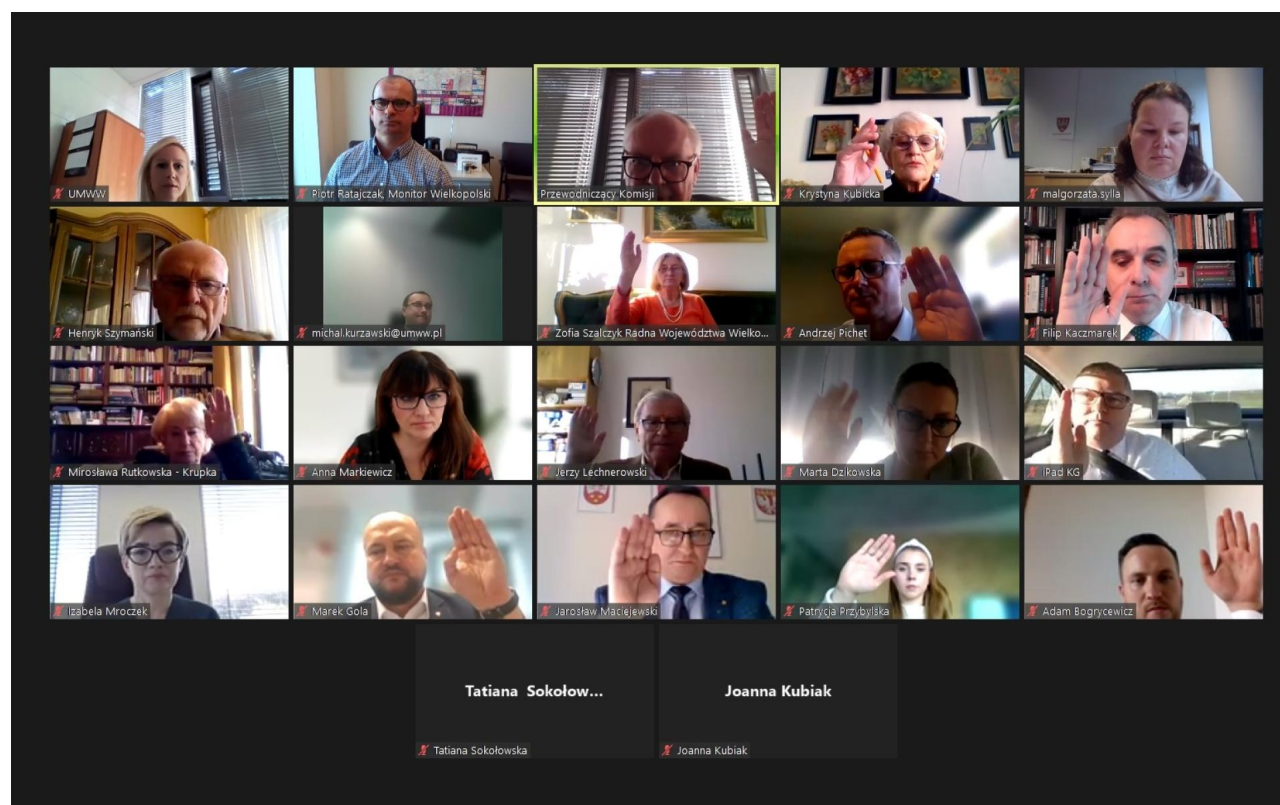 UMWW
Piotr Ratajczak, Monitor Wielkopolski
Przewodniczący Komisji
Krystyna Kubicka
malgorzata.sylla
Henryk Szymański
michal.kurzawski@umww.pl
Zofia Szalczyk Radna Województwa Wielko...
Andrzej Pichet
Filip Kaczmarek
Mirosława Rutkowska - Krupka
Anna Markiewicz
Jerzy Lechnerowski
Marta Dzikowska
iPad KG
Izabela Mroczek
Marek Gola
Jarosław Maciejewski
Patrycja Przybylska
Adam Bogrycewicz
Tatiana Sokołow...
Joanna Kubiak
Tatiana Sokołowska
Joanna Kubiak